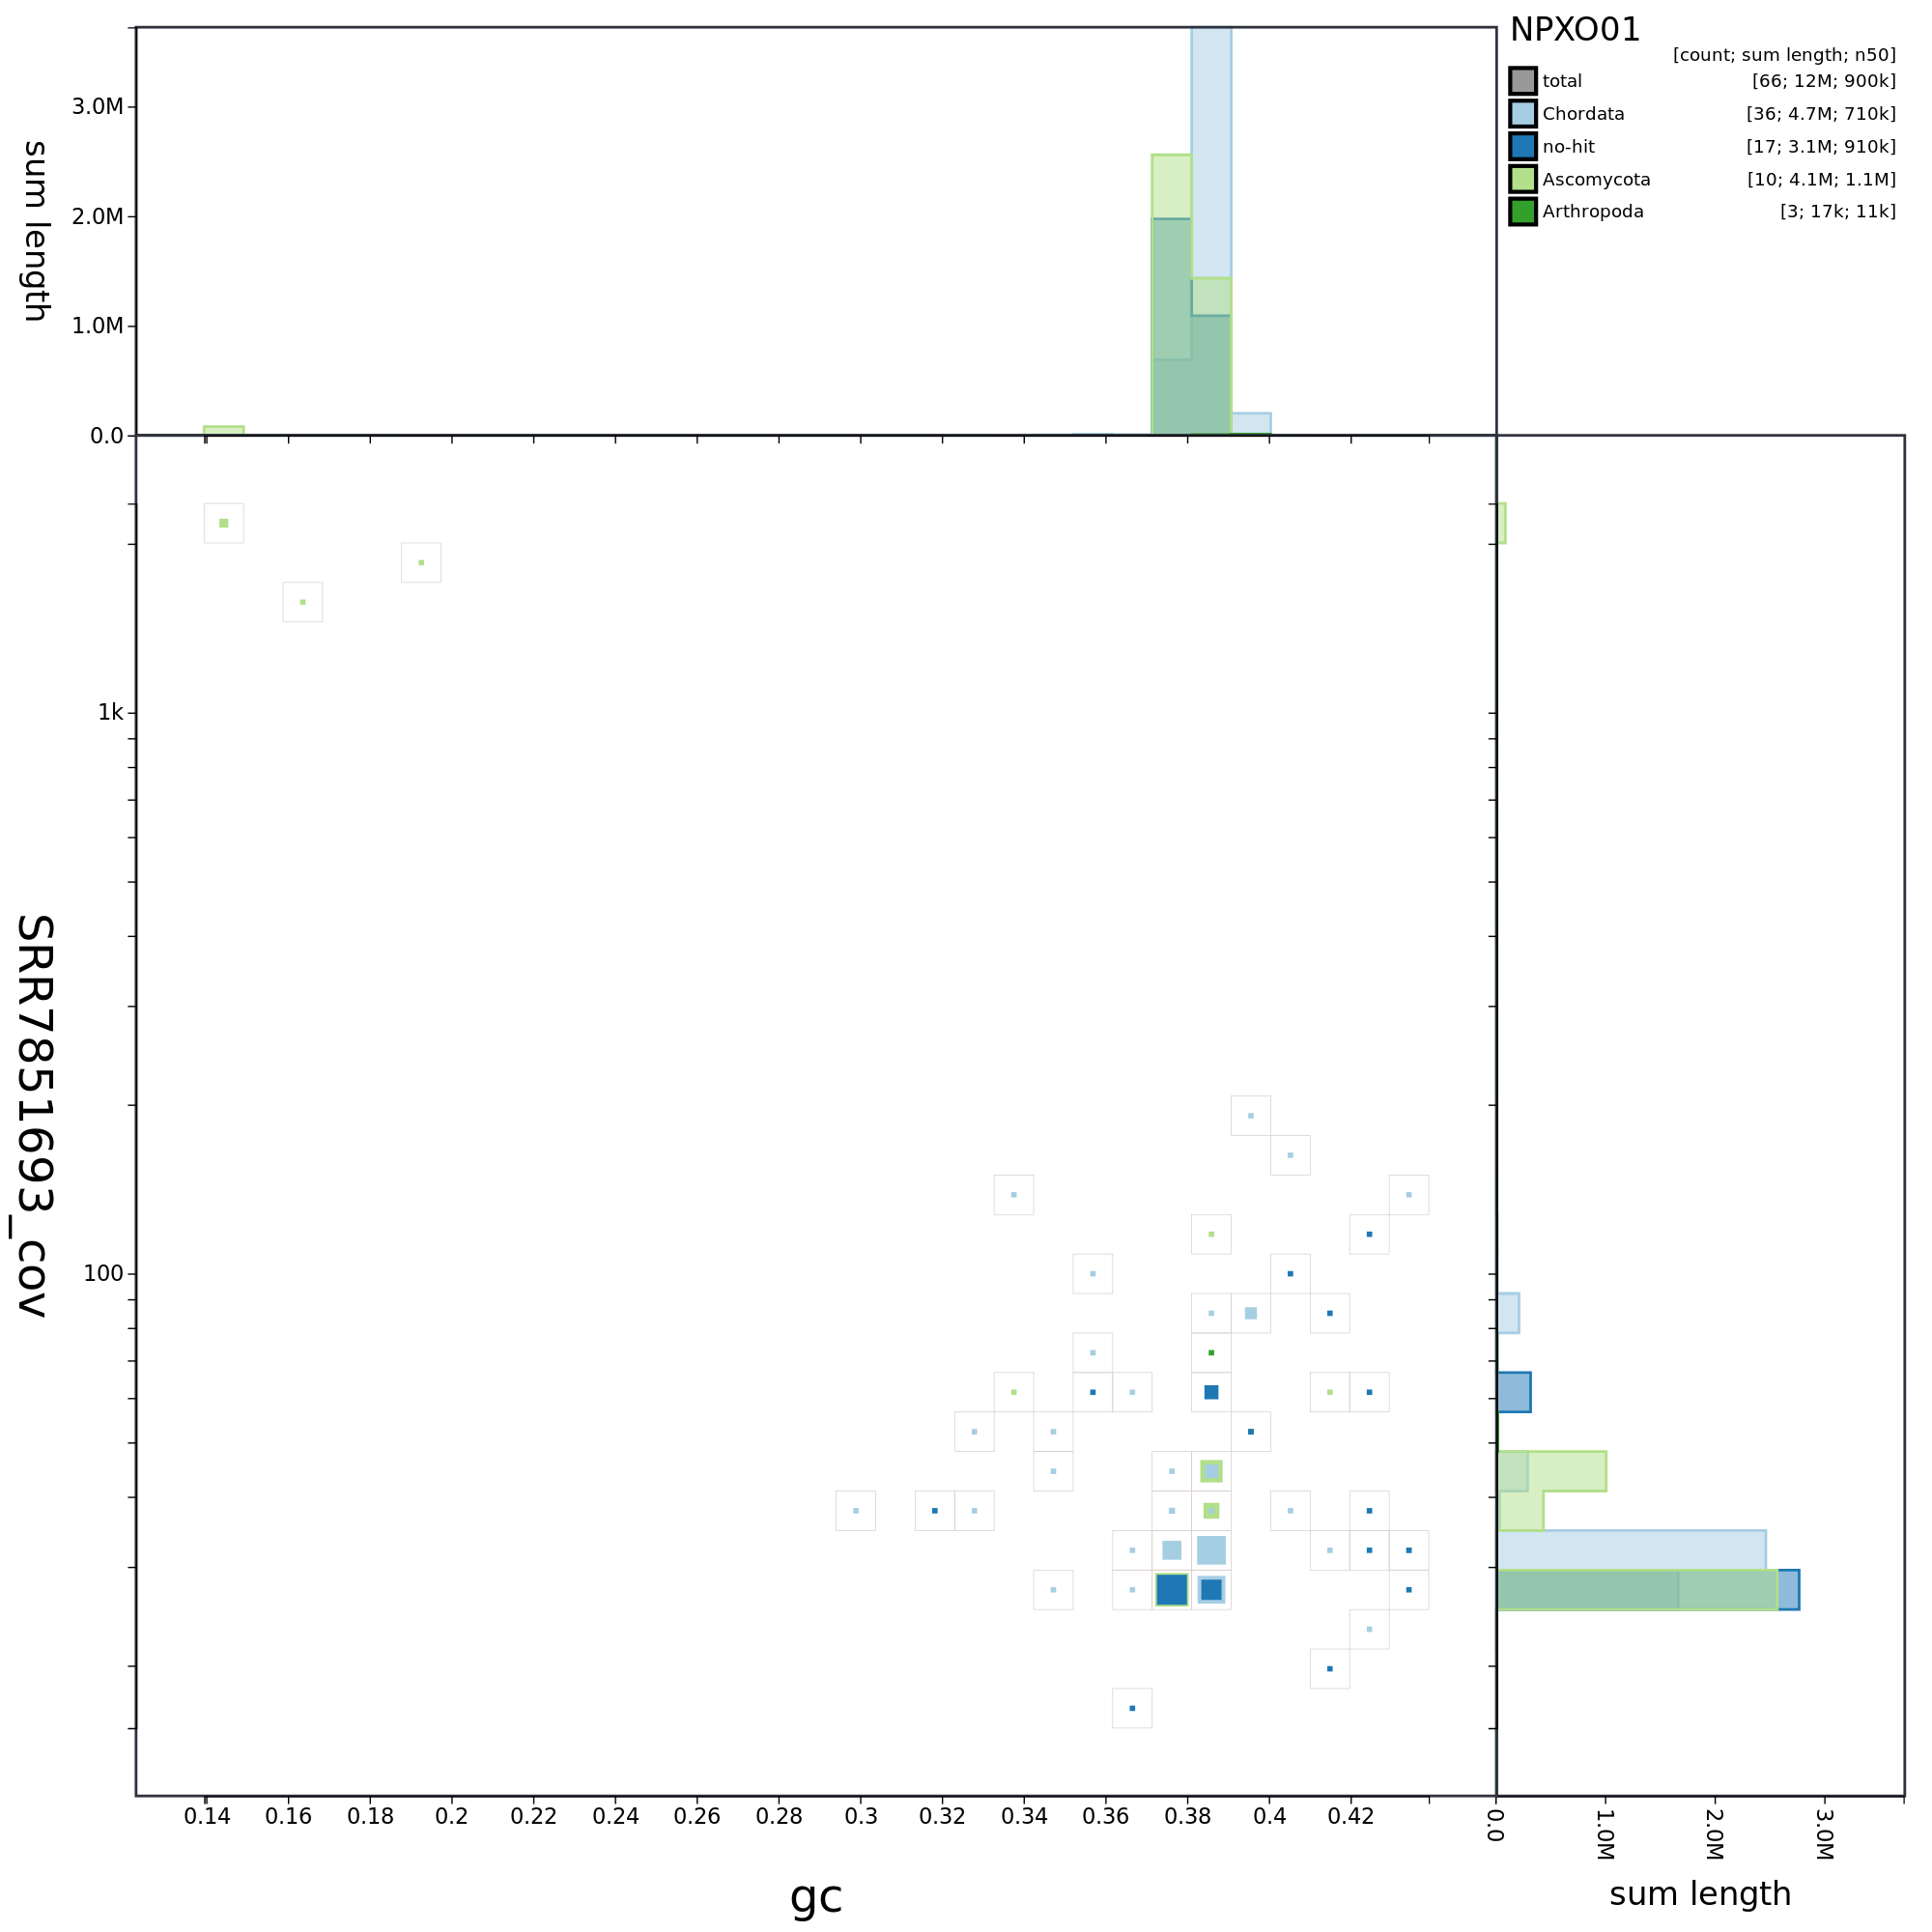 NPXO01
[count; sum length; n50]
total [66; 12M; 900k]
Chordata [36; 4.7M; 710k]
no-hit [17; 3.1M; 910k]
Ascomycota [10; 4.1M; 1.1M]
Arthropoda [3; 17k; 11k]
sum length
3.0M
2.0M
1.0M
0.0
SRR7851693_cov
1k
100
0.14 0.16 0.18 0.2 0.22 0.24 0.26 0.28 0.3 0.32 0.34 0.36 0.38 0.4 0.42
gc
0.0 1.0M 2.0M 3.0M
sum length